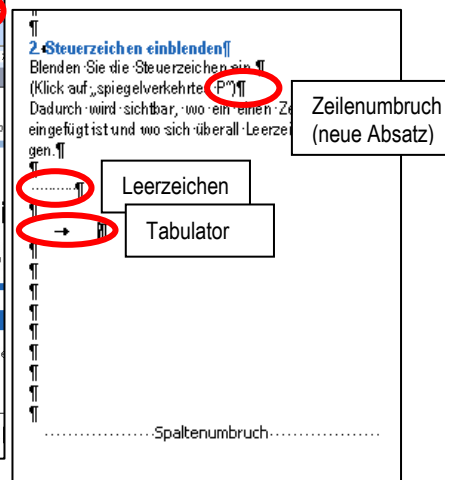 ¶
2.Steuerzeichen einblenden¶
Blenden·Sie·die·Steuerzeichen·ein.¶
(Klick·auf·„spiegelverkehrtes·P“)¶
Dadurch·wird·sichtbar,·wo·ein·einen
eingefügt·ist·und·wo·sich·überall
gen.¶
¶
··········¶
¶
→ ¶
¶
¶
¶
¶
¶
¶
¶
¶
¶
Spaltenumbruch
Zeilenumbruch
(neue Absatz)
Leerzeichen
Tabulator